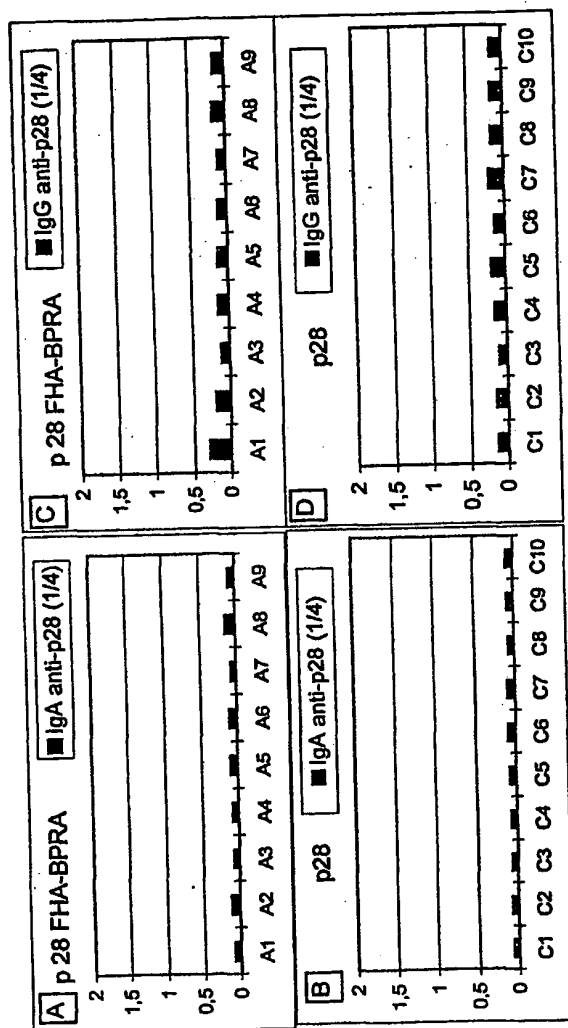 A
p 28 FHA-BPRA
IgA anti-p28 (1/4)
2
1,5
1
0,5
0
A1 A2 A3 A4 A5 A6 A7 A8 A9
C
p 28 FHA-BPRA
IgG anti-p28 (1/4)
2
1,5
1
0,5
0
A1 A2 A3 A4 A5 A8 A7 A8 A9
B
p28
IgA anti-p28 (1/4)
2
1,5
1
0,5
0
C1 C2 C3 C4 C5 C6 C7 C8 C9 C10
D
p28
IgG anti-p28 (1/4)
2
1,5
1
0,5
0
C1 C2 C3 C4 C5 C6 C7 C8 C9 C10